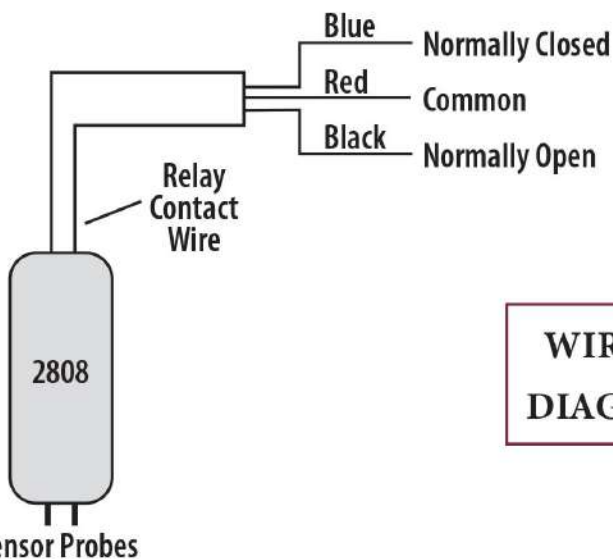 Blue
Normally Closed
Red
Common
Black
Normally Open
Relay
Contact
Wire
2808
WIR
DIAG
ensor Probes